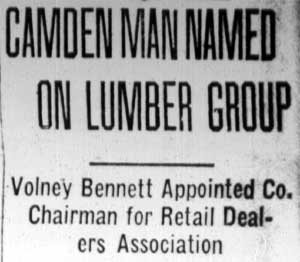 CAMDEN MAN NAMED
ON LUMBER GROUP
Volney Bennett Appointed Co.
Chairman for Retail Deal-
ers Association